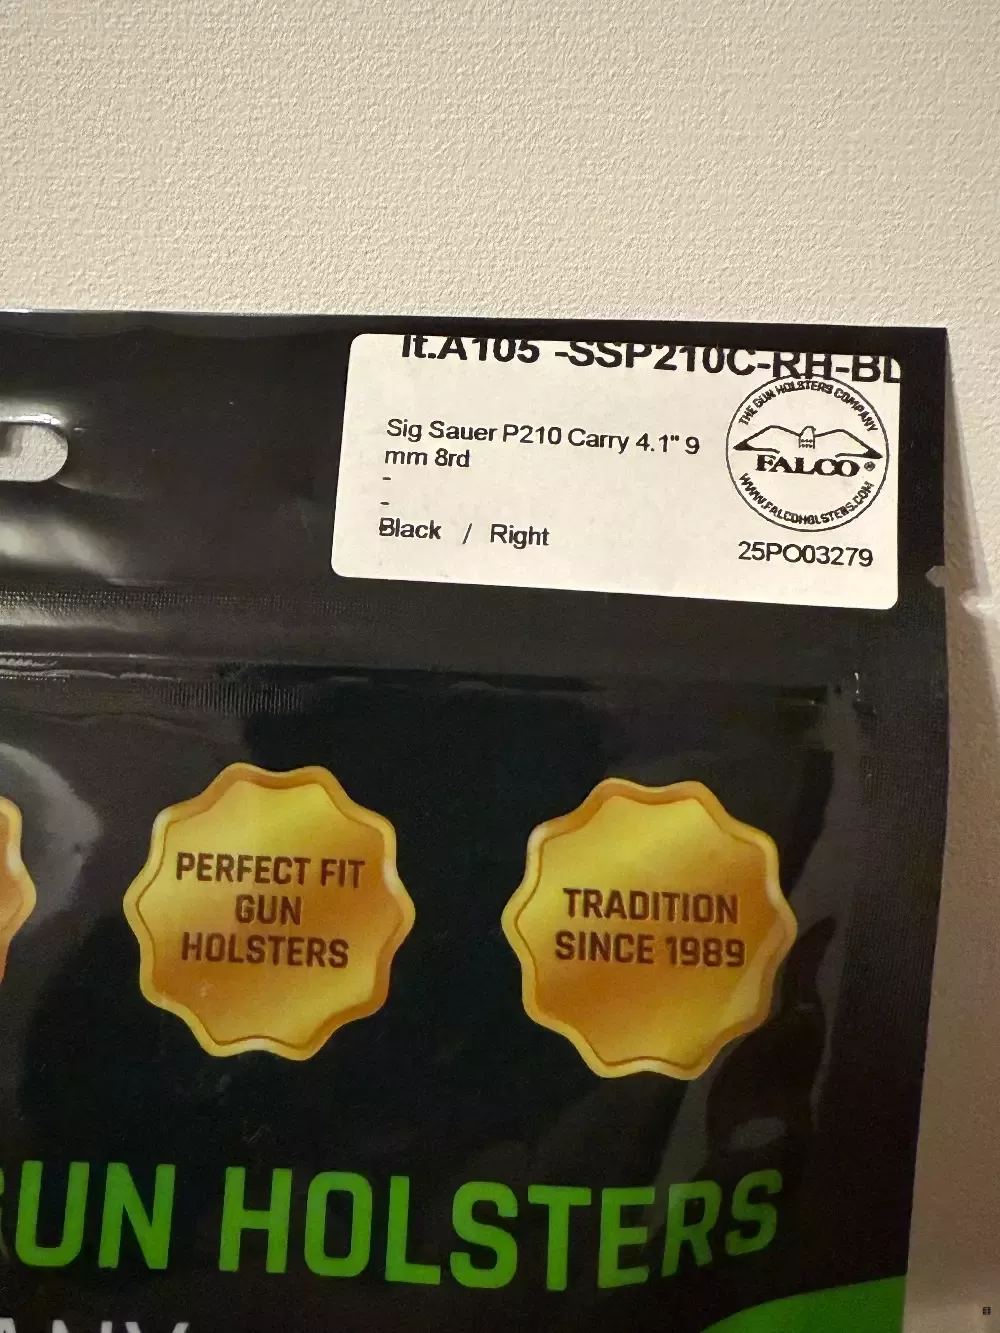 It.A105 -SSP210C-RH-BL
Sig Sauer P210 Carry 4.1" 9
mm 8rd
-
-
Black / Right
THE GUN HOLSTERS COMPANY
FALCO®
WWW.FALCOHOLSTERS.COM
25PO03279
PERFECT FIT
GUN
HOLSTERS
TRADITION
SINCE 1989
GUN HOLSTERS